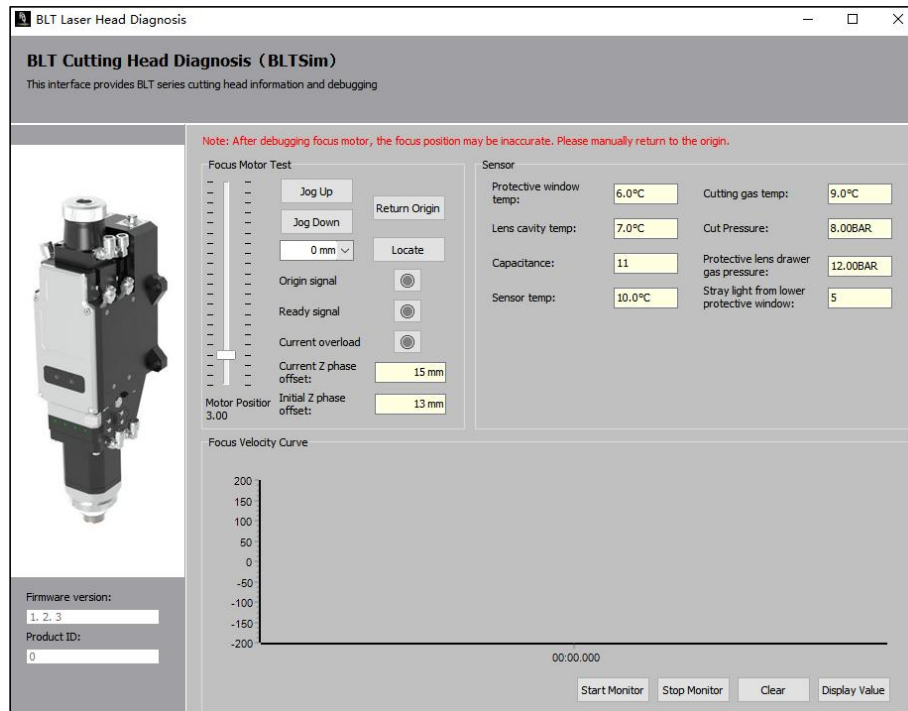 BLT Laser Head Diagnosis
BLT Cutting Head Diagnosis（BLTSim）
This interface provides BLT series cutting head information and debugging
Note: After debugging focus motor, the focus position may be inaccurate. Please manually return to the origin.
Focus Motor Test
Jog Up
Jog Down
Return Origin
0 mm
Locate
Origin signal
Ready signal
Current overload
Current Z phase
offset:
15 mm
Initial Z phase
offset:
13 mm
Motor Position
3.00
Sensor
Protective window
temp:
6.0°C
Cutting gas temp:
9.0°C
Lens cavity temp:
7.0°C
Cut Pressure:
8.00BAR
Capacitance:
11
Protective lens drawer
gas pressure:
12.00BAR
Sensor temp:
10.0°C
Stray light from lower
protective window:
5
Focus Velocity Curve
200
150
100
50
0
-50
-100
-150
-200
00:00.000
Start Monitor
Stop Monitor
Clear
Display Value
Firmware version:
1. 2. 3
Product ID:
0